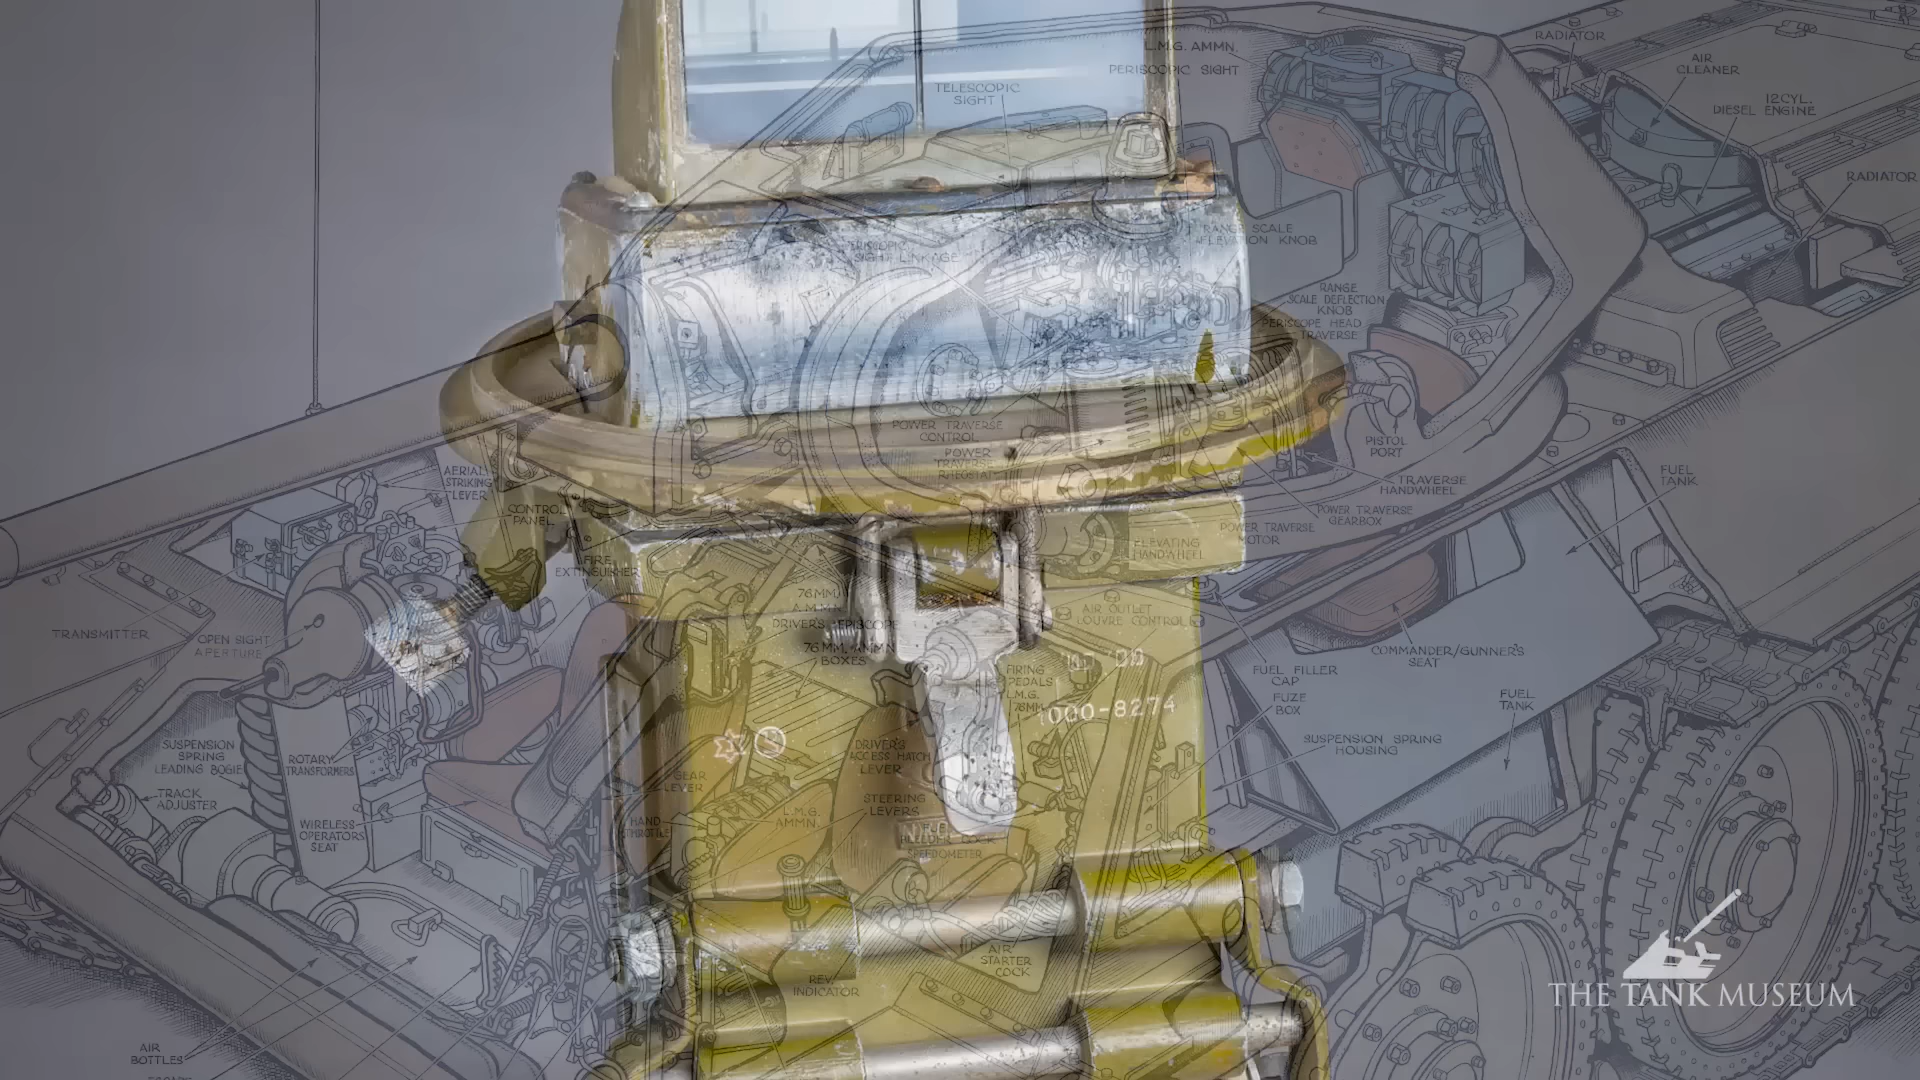 RADIATOR
L.M.G. AMMN.
PERISCOPIC SIGHT
AIR
CLEANER
TELESCOPIC
SIGHT
12CYL.
DIESEL ENGINE
RADIATOR
RANGE SCALE
ELEVATION KNOB
PERISCOPIC
SIGHT LINKAGE
RANGE
SCALE DEFLECTION
KNOB
PERISCOPE HEAD
TRAVERSE
POWER TRAVERSE
CONTROL
POWER
TRAVERSE
RHEOSTAT
PISTOL
PORT
AERIAL
STRIKING
LEVER
FUEL
TANK
TRAVERSE
HANDWHEEL
CONTROL
PANEL
POWER TRAVERSE
GEARBOX
POWER TRAVERSE
MOTOR
ELEVATING
HANDWHEEL
FIRE
EXTINGUISHER
76MM.
AMMN.
AIR OUTLET
LOUVRE CONTROL
DRIVER'S EPISCOPE
TRANSMITTER
OPEN SIGHT
APERTURE
76 MM. AMMN
BOXES
COMMANDER/GUNNER'S
SEAT
FIRING
PEDALS
L.M.G.
76MM.
FUEL FILLER
CAP
FUZE
BOX
FUEL
TANK
1000-8274
SUSPENSION
SPRING
LEADING BOGIE
ROTARY
TRANSFORMERS
DRIVER'S
ACCESS HATCH
LEVER
SUSPENSION SPRING
HOUSING
GEAR
LEVER
TRACK
ADJUSTER
STEERING
LEVERS
L.M.G.
AMMN.
HAND
THROTTLE
WIRELESS
OPERATORS
SEAT
SPEEDOMETER
AIR
STARTER
COCK
REV.
INDICATOR
THE TANK MUSEUM
AIR
BOTTLES